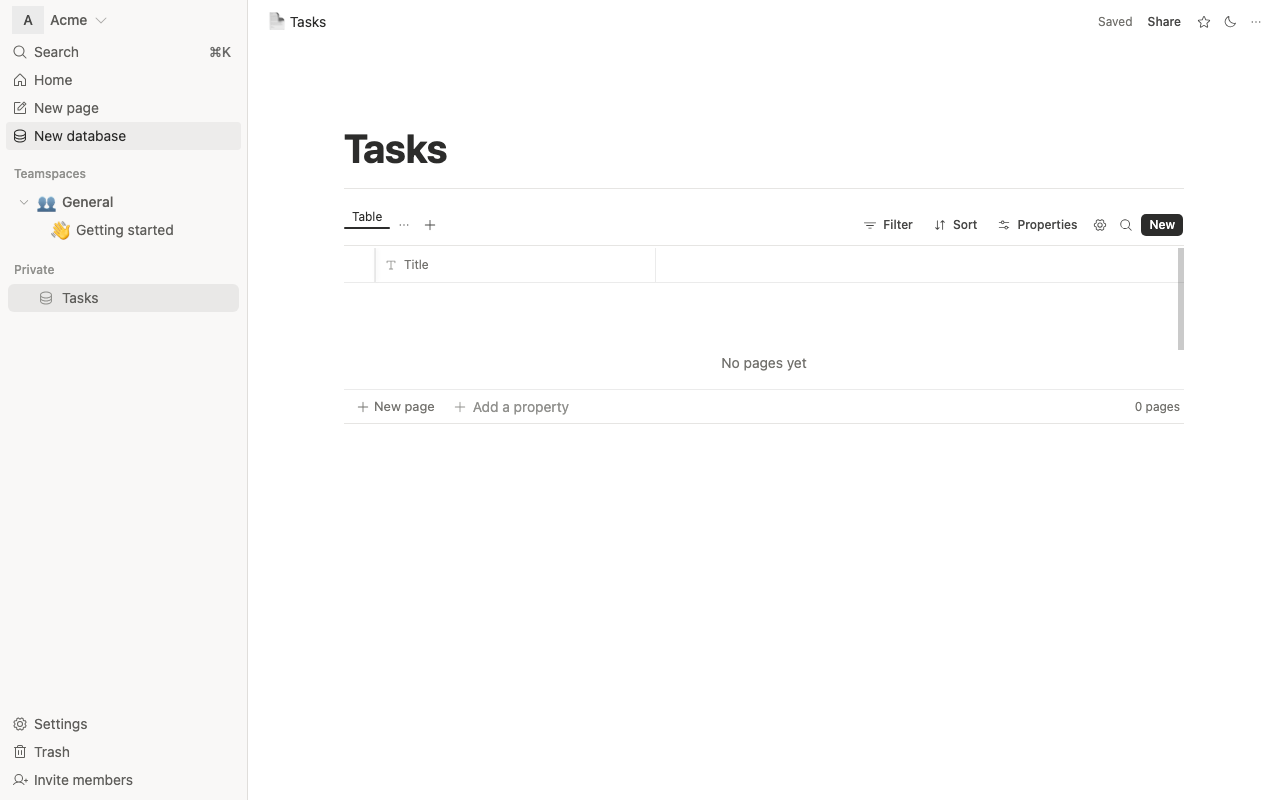 A Acme
Search ⌘K
Home
New page
New database
Teamspaces
General
Getting started
Private
Tasks
Settings
Trash
Invite members
Tasks
Saved Share
Tasks
Table
Filter Sort Properties New
Title
No pages yet
New page Add a property 0 pages